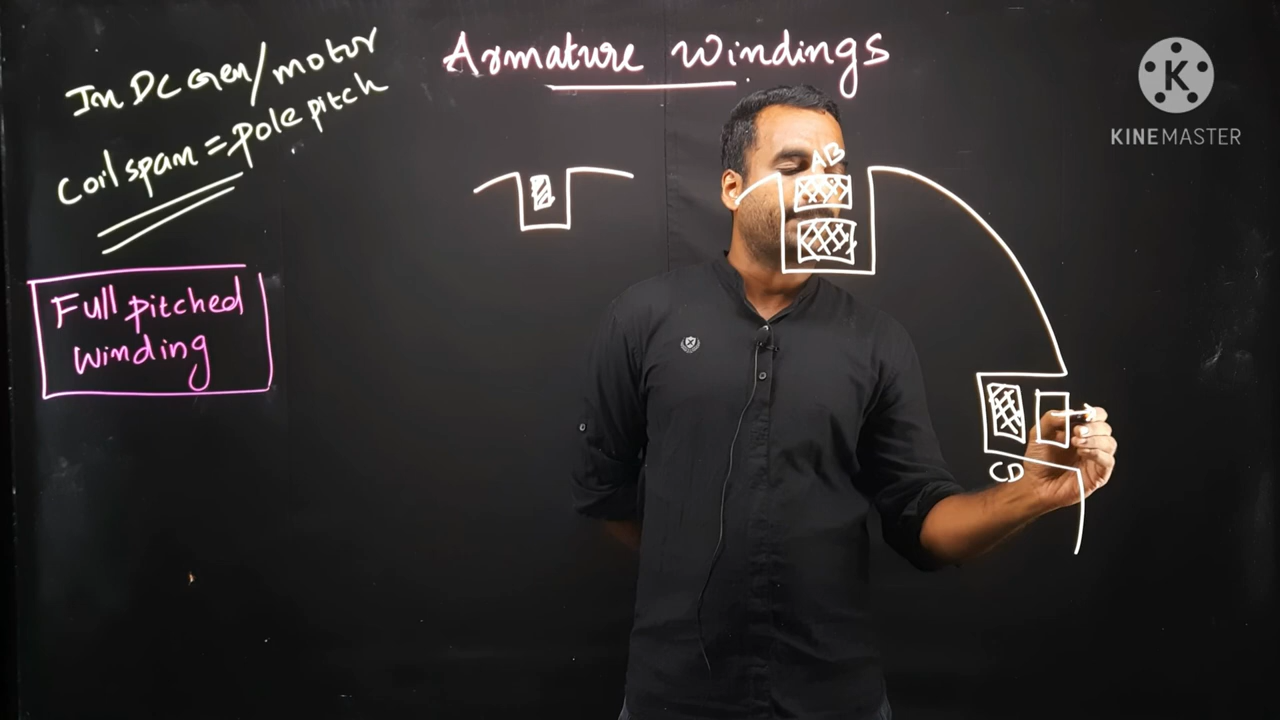 Armature Windings
In DC Gen/motor
Coil span = Pole pitch
Full pitched
winding
AB
CD
K
KINEMASTER